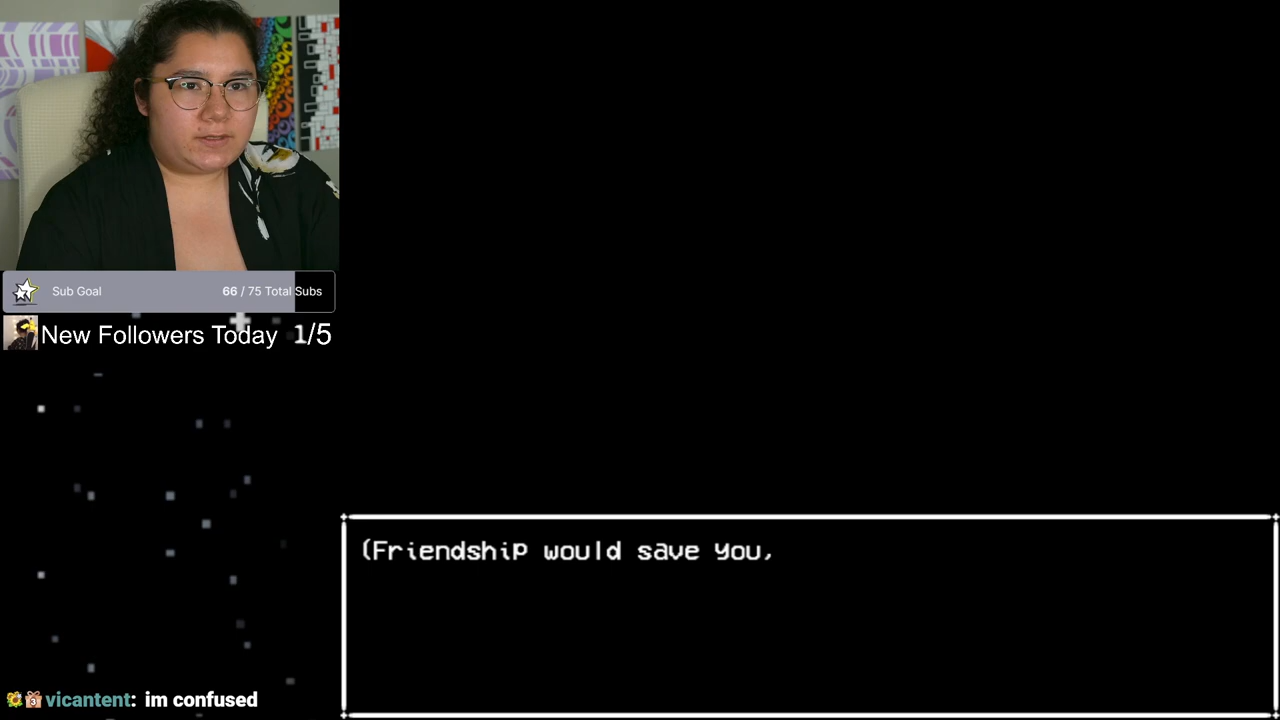 Sub Goal 66 / 75 Total Subs
New Followers Today 1/5
(Friendship would save you,
vicantent: im confused